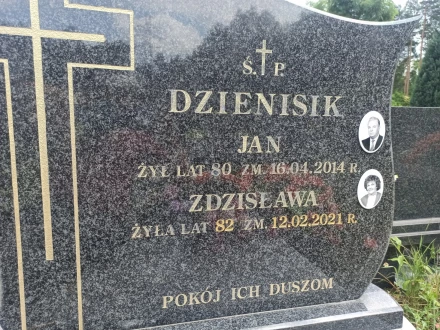 Ś. P.
DZIENISIK
JAN
ŻYŁ LAT 80 ZM. 16.04.2014 R.
ZDZISŁAWA
ŻYŁA LAT 82 ZM. 12.02.2021 R.
POKÓJ ICH DUSZOM